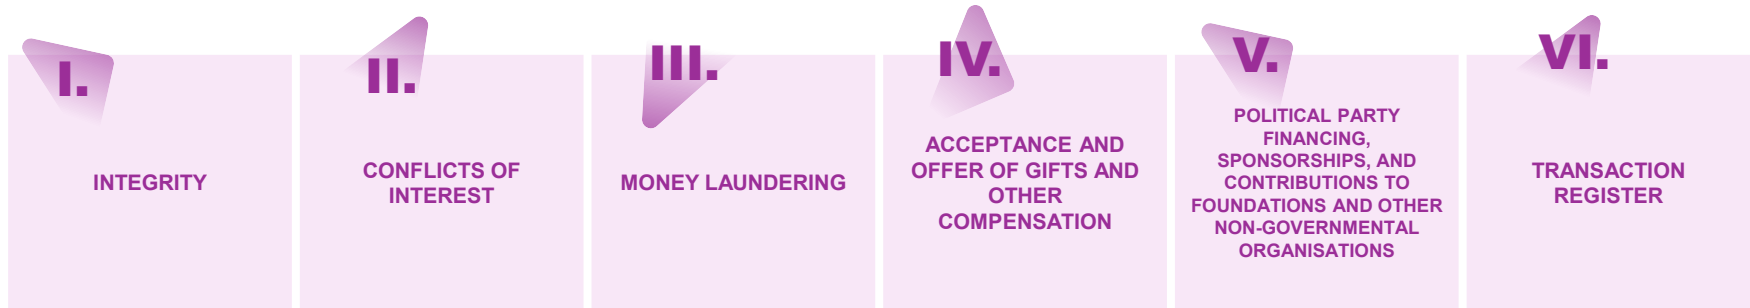 I.
INTEGRITY
II.
CONFLICTS OF
INTEREST
III.
MONEY LAUNDERING
IV.
ACCEPTANCE AND
OFFER OF GIFTS AND
OTHER
COMPENSATION
V.
POLITICAL PARTY
FINANCING,
SPONSORSHIPS, AND
CONTRIBUTIONS TO
FOUNDATIONS AND OTHER
NON-GOVERNMENTAL
ORGANISATIONS
VI.
TRANSACTION
REGISTER